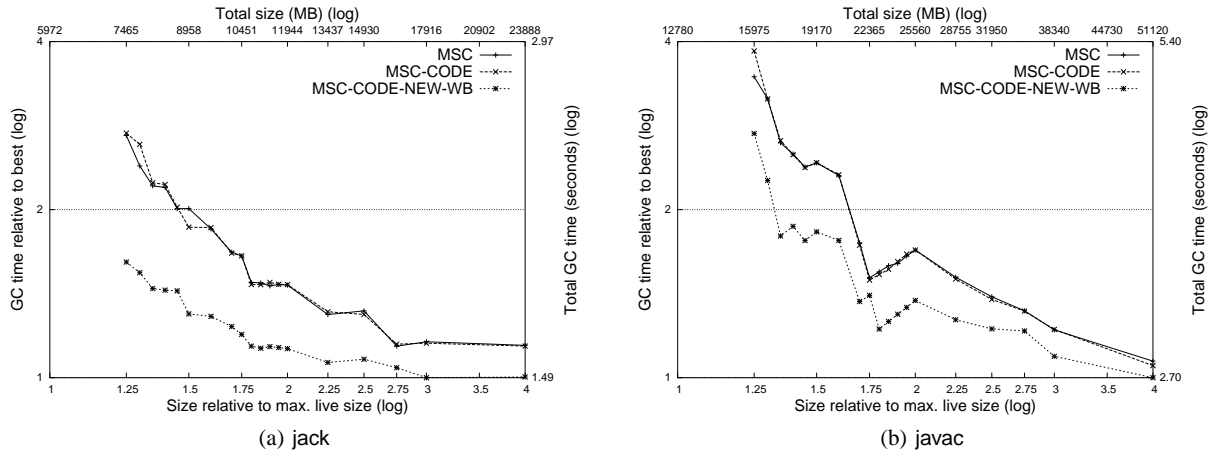 Total size (MB) (log)
5972 7465 8958 10451 11944 13437 14930 17916 20902 23888
4
2.97
MSC
MSC-CODE
MSC-CODE-NEW-WB
GC time relative to best (log)
2
Total GC time (seconds) (log)
1
1.49
1 1.25 1.5 1.75 2 2.25 2.5 2.75 3 3.5 4
Size relative to max. live size (log)
(a) jack
Total size (MB) (log)
12780 15975 19170 22365 25560 28755 31950 38340 44730 51120
4
5.40
MSC
MSC-CODE
MSC-CODE-NEW-WB
GC time relative to best (log)
2
Total GC time (seconds) (log)
1
2.70
1 1.25 1.5 1.75 2 2.25 2.5 2.75 3 3.5 4
Size relative to max. live size (log)
(b) javac